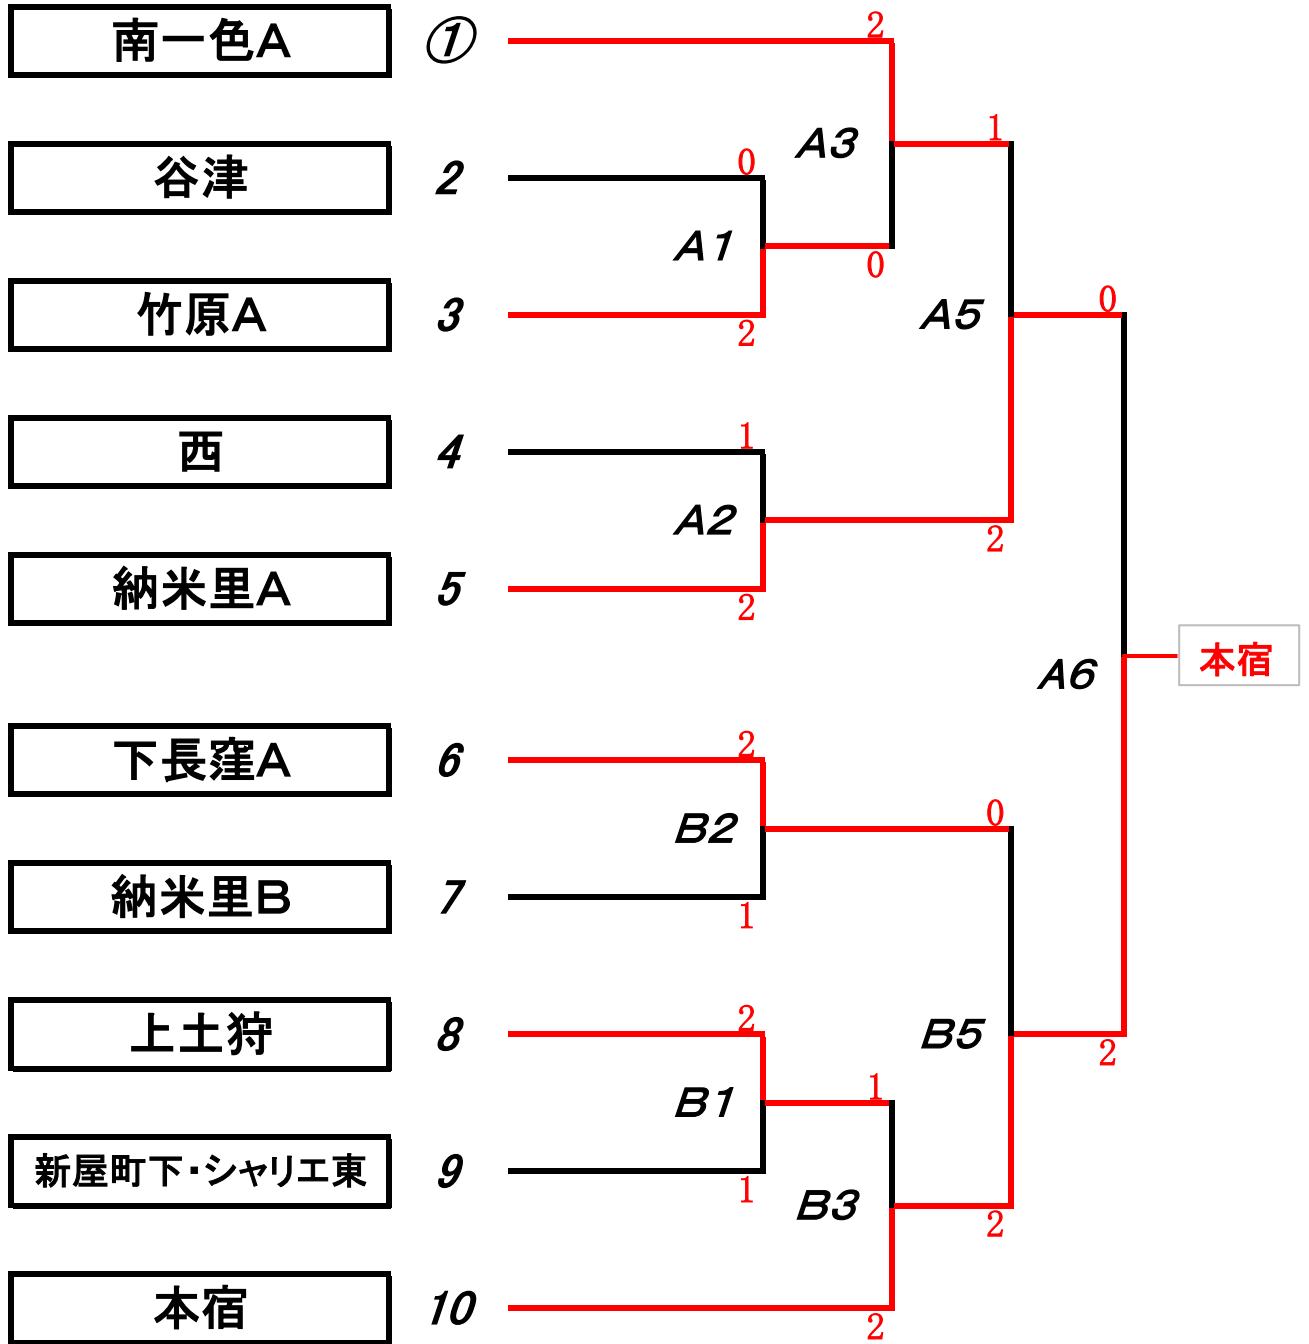 南一色A ① 2
1
谷津 2 0 A3
A1
0
竹原A 3 2 A5 0
西 4 1
A2
2
納米里A 5 2
A6 本宿
下長窪A 6 2
B2 0
納米里B 7 1
上土狩 8 2 B5 2
B1 1
新屋町下・シャリエ東 9 1 B3
2
本宿 10 2